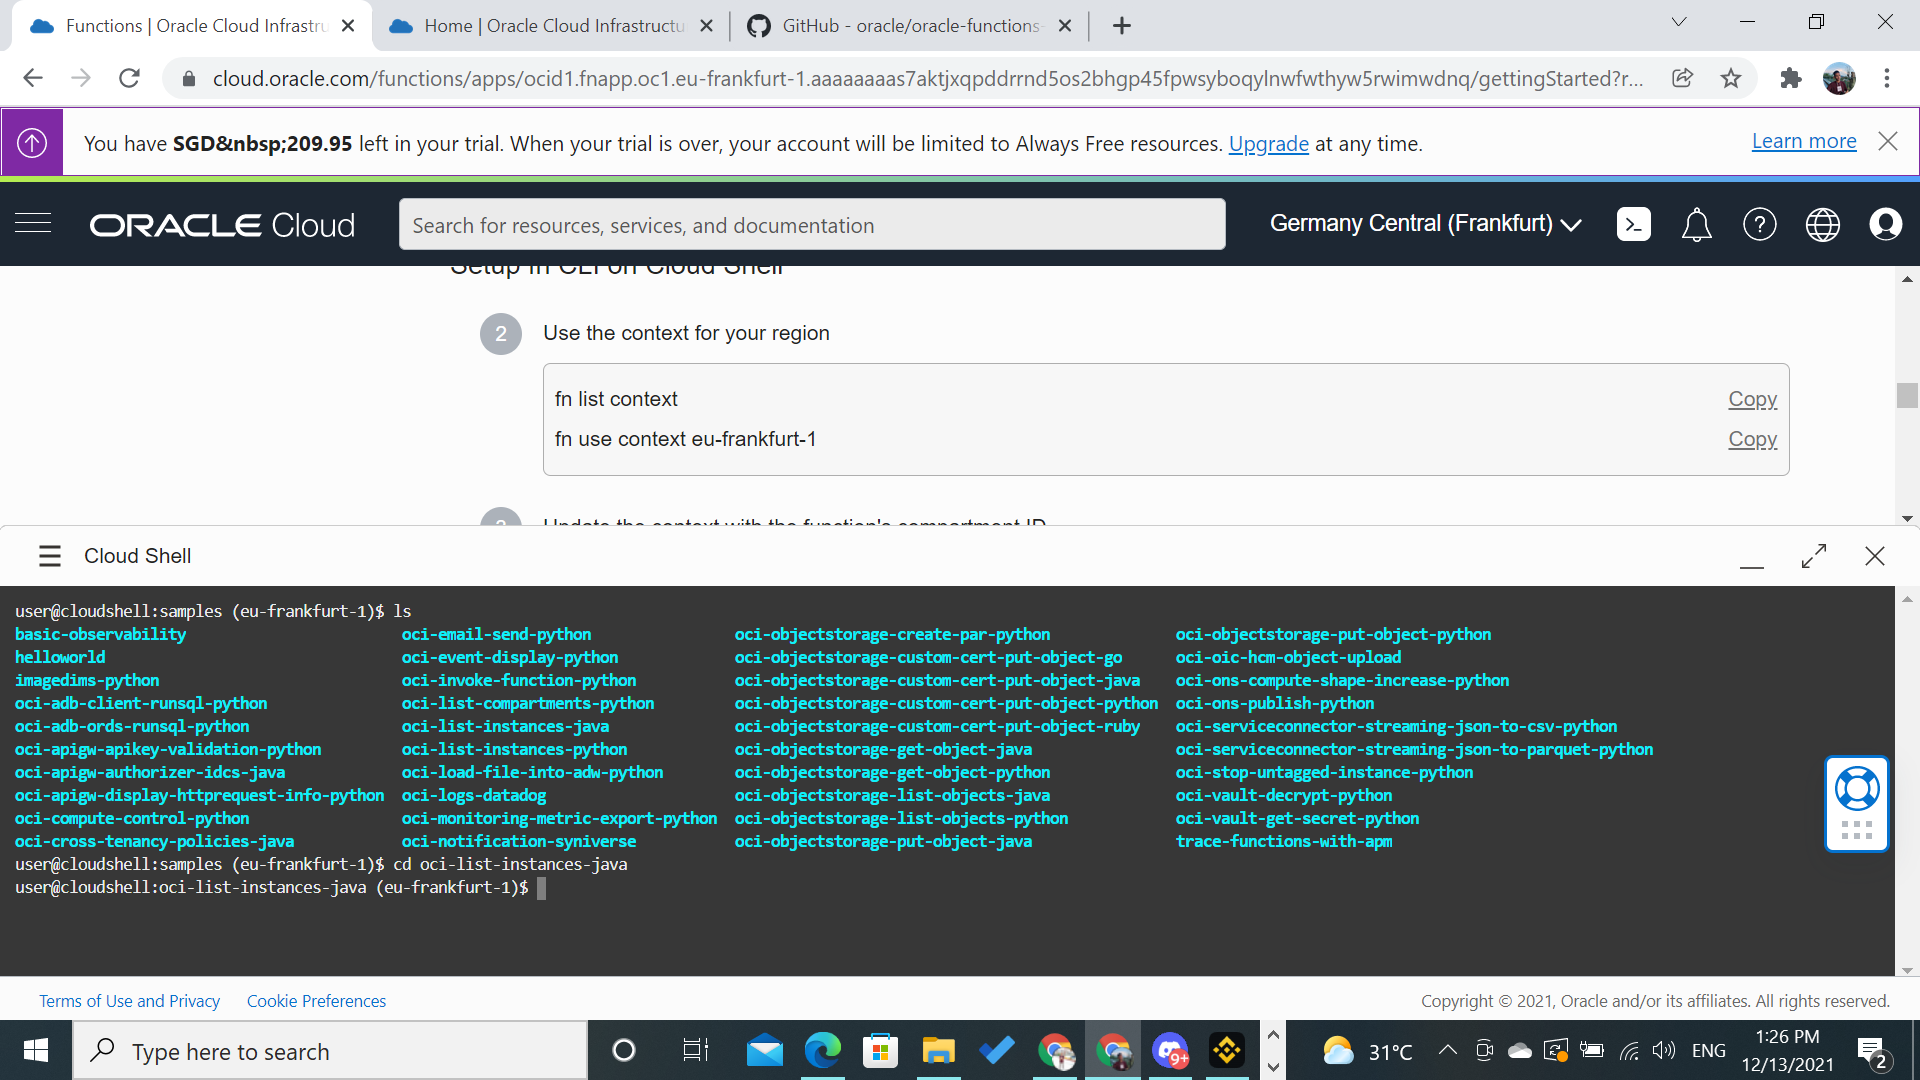 Functions | Oracle Cloud Infrastru
Home | Oracle Cloud Infrastructu
GitHub - oracle/oracle-functions-
cloud.oracle.com/functions/apps/ocid1.fnapp.oc1.eu-frankfurt-1.aaaaaaaas7aktjxqpddrrnd5os2bhgp45fpwsyboqylnwfwthyw5rwimwdnq/gettingStarted?r...
You have SGD&nbsp;209.95 left in your trial. When your trial is over, your account will be limited to Always Free resources. Upgrade at any time.
Learn more
ORACLE Cloud
Search for resources, services, and documentation
Germany Central (Frankfurt)
Setup in CLI on Cloud Shell
2
Use the context for your region
fn list context
Copy
fn use context eu-frankfurt-1
Copy
3
Update the context with the function's compartment ID
Cloud Shell
user@cloudshell:samples (eu-frankfurt-1)$ ls
basic-observability oci-email-send-python oci-objectstorage-create-par-python oci-objectstorage-put-object-python
helloworld oci-event-display-python oci-objectstorage-custom-cert-put-object-go oci-oic-hcm-object-upload
imagedims-python oci-invoke-function-python oci-objectstorage-custom-cert-put-object-java oci-ons-compute-shape-increase-python
oci-adb-client-runsql-python oci-list-compartments-python oci-objectstorage-custom-cert-put-object-python oci-ons-publish-python
oci-adb-ords-runsql-python oci-list-instances-java oci-objectstorage-custom-cert-put-object-ruby oci-serviceconnector-streaming-json-to-csv-python
oci-apigw-apikey-validation-python oci-list-instances-python oci-objectstorage-get-object-java oci-serviceconnector-streaming-json-to-parquet-python
oci-apigw-authorizer-idcs-java oci-load-file-into-adw-python oci-objectstorage-get-object-python oci-stop-untagged-instance-python
oci-apigw-display-httprequest-info-python oci-logs-datadog oci-objectstorage-list-objects-java oci-vault-decrypt-python
oci-compute-control-python oci-monitoring-metric-export-python oci-objectstorage-list-objects-python oci-vault-get-secret-python
oci-cross-tenancy-policies-java oci-notification-syniverse oci-objectstorage-put-object-java trace-functions-with-apm
user@cloudshell:samples (eu-frankfurt-1)$ cd oci-list-instances-java
user@cloudshell:oci-list-instances-java (eu-frankfurt-1)$
Terms of Use and Privacy
Cookie Preferences
Copyright © 2021, Oracle and/or its affiliates. All rights reserved.
Type here to search
9+
31°C
ENG
1:26 PM
12/13/2021
2